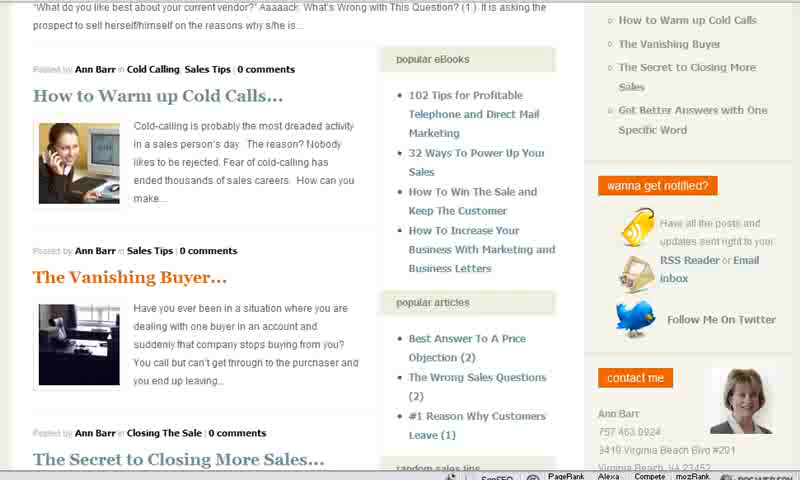 "What do you like best about your current vendor?" Aaaaack. What's Wrong with This Question? (1.) It is asking the
prospect to sell herself/himself on the reasons why s/he is...
Posted by Ann Barr in Cold Calling, Sales Tips | 0 comments
How to Warm up Cold Calls...
Cold-calling is probably the most dreaded activity
in a sales person's day. The reason? Nobody
likes to be rejected. Fear of cold-calling has
ended thousands of sales careers. How can you
make...
Posted by Ann Barr in Sales Tips | 0 comments
The Vanishing Buyer...
Have you ever been in a situation where you are
dealing with one buyer in an account and
suddenly that company stops buying from you?
You call but can't get through to the purchaser and
you end up leaving...
Posted by Ann Barr in Closing The Sale | 0 comments
The Secret to Closing More Sales...
popular eBooks
102 Tips for Profitable
Telephone and Direct Mail
Marketing
32 Ways To Power Up Your
Sales
How To Win The Sale and
Keep The Customer
How To Increase Your
Business With Marketing and
Business Letters
popular articles
Best Answer To A Price
Objection (2)
The Wrong Sales Questions
(2)
#1 Reason Why Customers
Leave (1)
random sales tips
How to Warm up Cold Calls
The Vanishing Buyer
The Secret to Closing More
Sales
Get Better Answers with One
Specific Word
wanna get notified?
Have all the posts and
updates sent right to your
RSS Reader or Email
inbox
Follow Me On Twitter
contact me
Ann Barr
757.463.0924
3419 Virginia Beach Blvd #201
Virginia Beach, VA 23452
PageRank Alexa Compete mozRank